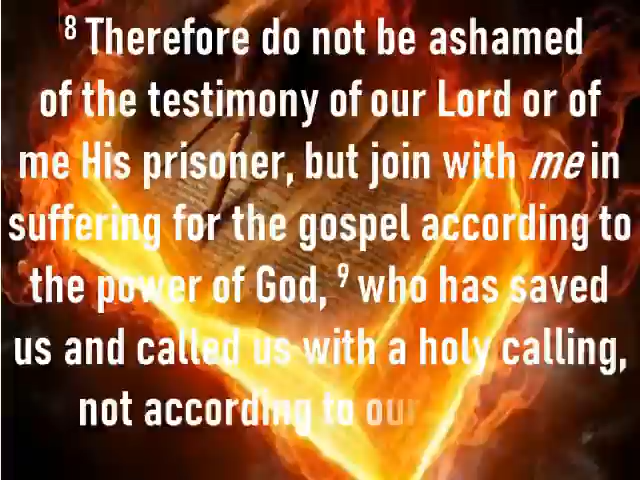 ⁸ Therefore do not be ashamed
of the testimony of our Lord or of
me His prisoner, but join with me in
suffering for the gospel according to
the power of God, ⁹ who has saved
us and called us with a holy calling,
not according to our